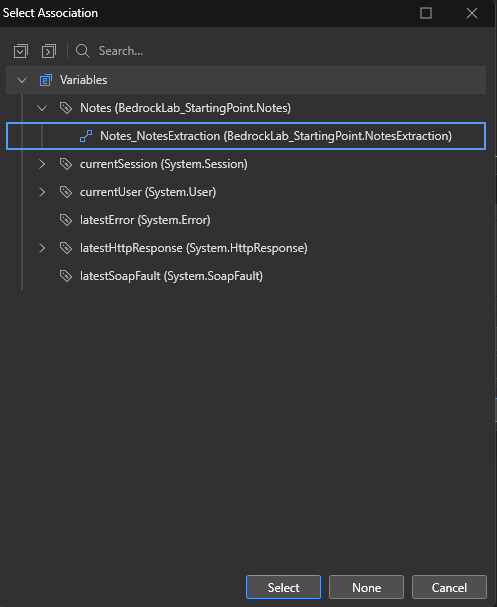 Select Association
Search...
Variables
Notes (BedrockLab_StartingPoint.Notes)
Notes_NotesExtraction (BedrockLab_StartingPoint.NotesExtraction)
currentSession (System.Session)
currentUser (System.User)
latestError (System.Error)
latestHttpResponse (System.HttpResponse)
latestSoapFault (System.SoapFault)
Select None Cancel